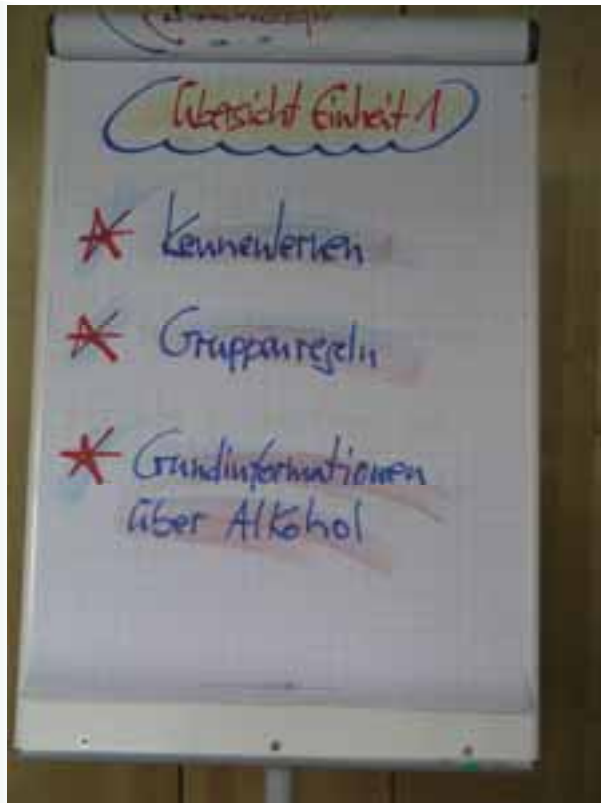 Übersicht Einheit 1
Kennenlernen
Gruppenregeln
Grundinformationen
über Alkohol